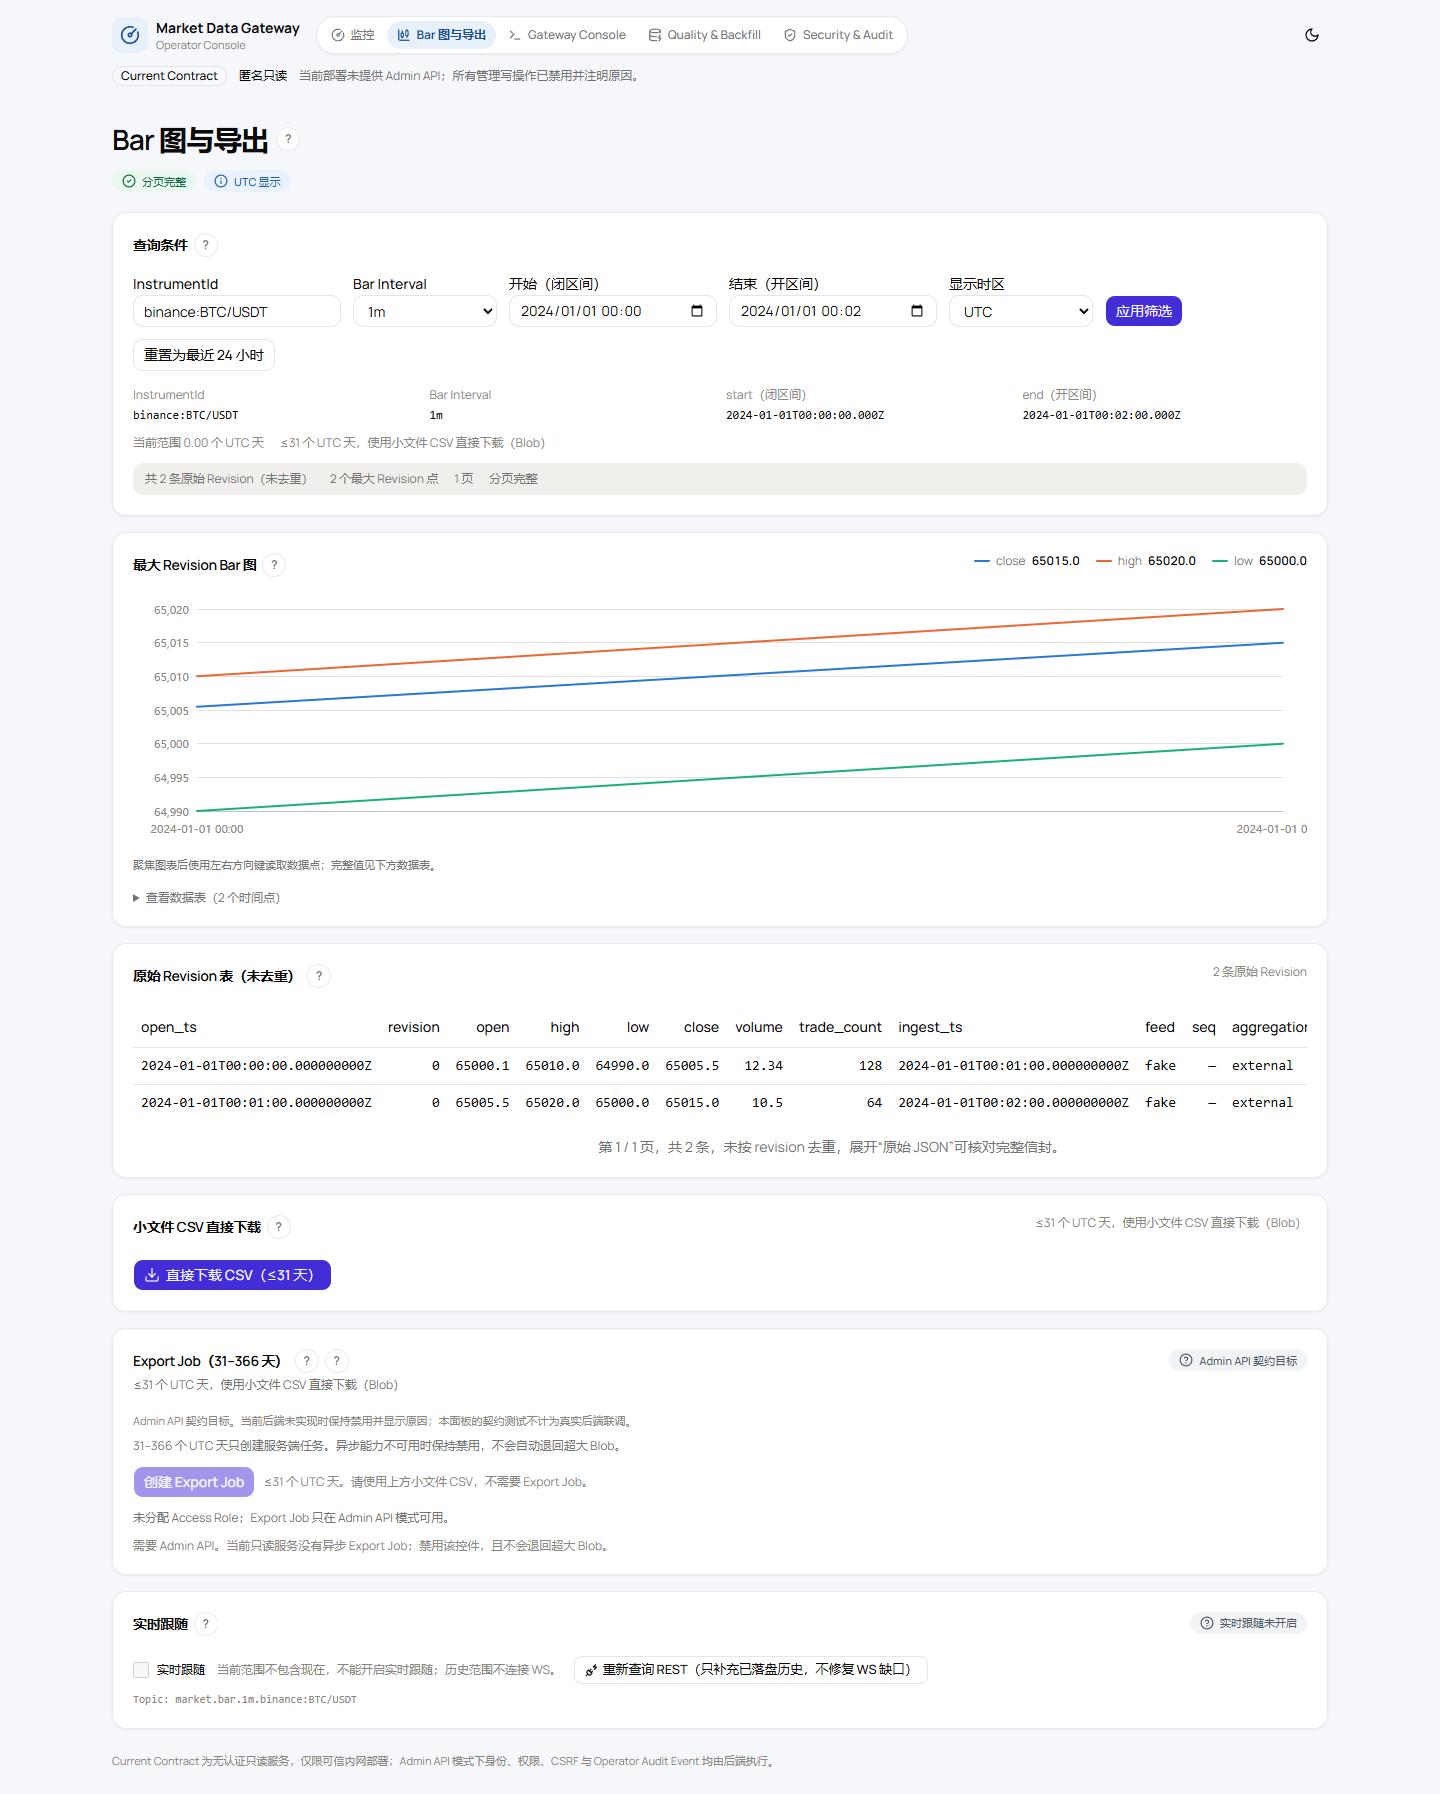 Market Data Gateway
Operator Console
监控
Bar 图与导出
Gateway Console
Quality & Backfill
Security & Audit
Current Contract 匿名只读 当前部署未提供 Admin API；所有管理写操作已禁用并注明原因。
Bar 图与导出 ?
分页完整 UTC 显示
查询条件 ?
InstrumentId Bar Interval 开始（闭区间） 结束（开区间） 显示时区
binance:BTC/USDT 1m 2024/01/01 00:00 2024/01/01 00:02 UTC 应用筛选
重置为最近 24 小时
InstrumentId Bar Interval start（闭区间） end（开区间）
binance:BTC/USDT 1m 2024-01-01T00:00:00.000Z 2024-01-01T00:02:00.000Z
当前范围 0.00 个 UTC 天 ≤31 个 UTC 天，使用小文件 CSV 直接下载（Blob）
共 2 条原始 Revision（未去重） 2 个最大 Revision 点 1 页 分页完整
最大 Revision Bar 图 ? close 65015.0 high 65020.0 low 65000.0
65,020
65,015
65,010
65,005
65,000
64,995
64,990
2024-01-01 00:00 2024-01-01 0
聚焦图表后使用左右方向键读取数据点；完整值见下方数据表。
查看数据表（2 个时间点）
原始 Revision 表（未去重） ? 2 条原始 Revision
open_ts revision open high low close volume trade_count ingest_ts feed seq aggregation
2024-01-01T00:00:00.000000000Z 0 65000.1 65010.0 64990.0 65005.5 12.34 128 2024-01-01T00:01:00.000000000Z fake — external
2024-01-01T00:01:00.000000000Z 0 65005.5 65020.0 65000.0 65015.0 10.5 64 2024-01-01T00:02:00.000000000Z fake — external
第 1 / 1 页，共 2 条，未按 revision 去重，展开“原始 JSON”可核对完整信封。
小文件 CSV 直接下载 ? ≤31 个 UTC 天，使用小文件 CSV 直接下载（Blob）
直接下载 CSV（≤31 天）
Export Job（31–366 天） ? ? Admin API 契约目标
≤31 个 UTC 天，使用小文件 CSV 直接下载（Blob）
Admin API 契约目标。当前后端未实现时保持禁用并显示原因；本面板的契约测试不计为真实后端联调。
31–366 个 UTC 天只创建服务端任务。异步能力不可用时保持禁用，不会自动退回超大 Blob。
创建 Export Job ≤31 个 UTC 天。请使用上方小文件 CSV，不需要 Export Job。
未分配 Access Role；Export Job 只在 Admin API 模式可用。
需要 Admin API。当前只读服务没有异步 Export Job；禁用该控件，且不会退回超大 Blob。
实时跟随 ? 实时跟随未开启
实时跟随 当前范围不包含现在，不能开启实时跟随；历史范围不连接 WS。 重新查询 REST（只补充已落盘历史，不修复 WS 缺口）
Topic: market.bar.1m.binance:BTC/USDT
Current Contract 为无认证只读服务，仅限可信内网部署；Admin API 模式下身份、权限、CSRF 与 Operator Audit Event 均由后端执行。